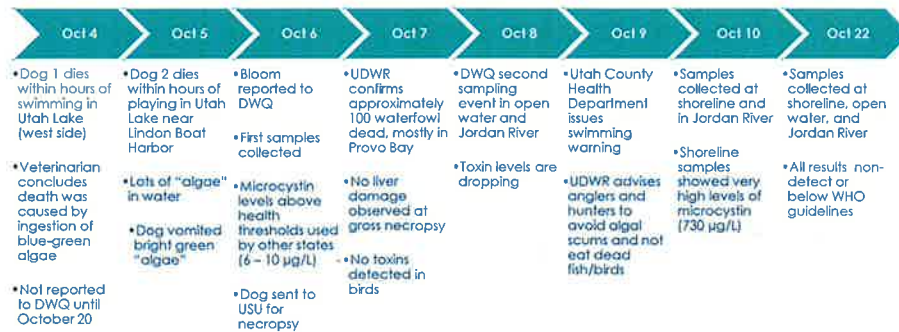 Oct 4
Oct 5
Oct 6
Oct 7
Oct 8
Oct 9
Oct 10
Oct 22
•Dog 1 dies
within hours of
swimming in
Utah Lake
(west side)
•Veterinarian
concludes
death was
caused by
ingestion of
blue-green
algae
•Not reported
to DWQ until
October 20
•Dog 2 dies
within hours of
playing in Utah
Lake near
Lindon Boat
Harbor
•Lots of "algae"
in water
•Dog vomited
bright green
"algae"
•Bloom
reported to
DWQ
•First samples
collected
•Microcystin
levels above
health
thresholds used
by other states
(6 – 10 µg/L)
•Dog sent to
USU for
necropsy
•UDWR
confirms
approximately
100 waterfowl
dead, mostly in
Provo Bay
•No liver
damage
observed at
gross necropsy
•No toxins
detected in
birds
•DWQ second
sampling
event in open
water and
Jordan River
•Toxin levels are
dropping
•Utah County
Health
Department
issues
swimming
warning
•UDWR advises
anglers and
hunters to
avoid algal
scums and not
eat dead
fish/birds
•Samples
collected at
shoreline and
in Jordan River
•Shoreline
samples
showed very
high levels of
microcystin
(730 µg/L)
•Samples
collected at
shoreline, open
water, and
Jordan River
•All results non-
detect or
below WHO
guidelines